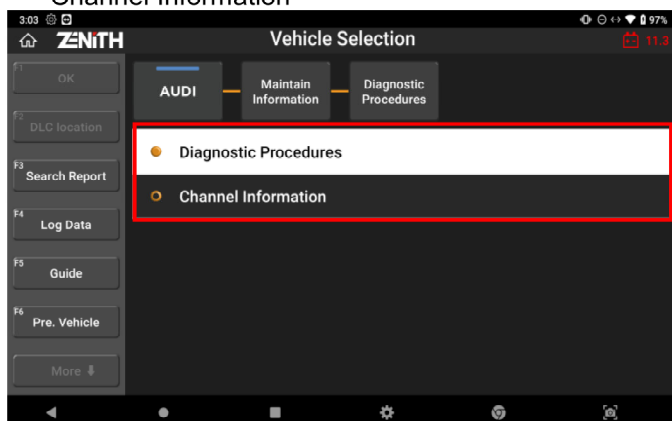 Channel Information
3:03 97%
ZENITH Vehicle Selection 11.3
F1 OK
AUDI
Maintain
Information
Diagnostic
Procedures
F2 DLC location
Diagnostic Procedures
F3 Search Report
Channel Information
F4 Log Data
F5 Guide
F6 Pre. Vehicle
More